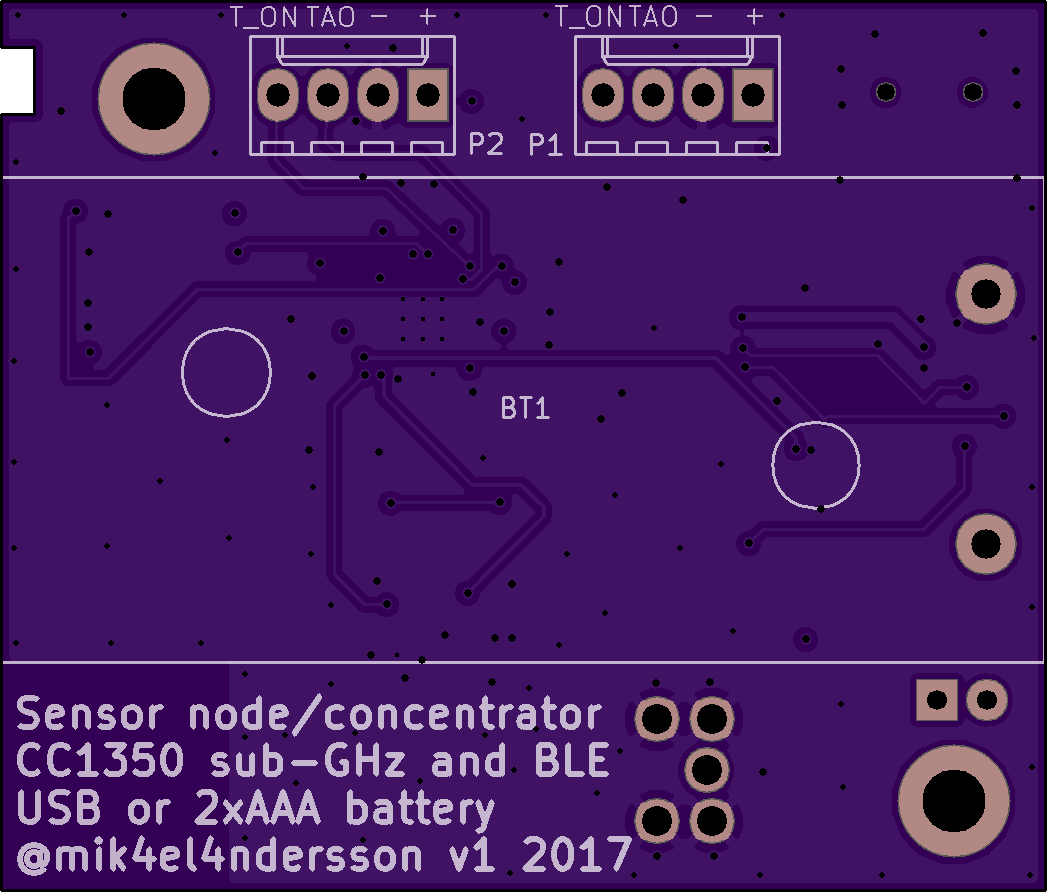 T_ON TAO − +
T_ON TAO − +
P2
P1
BT1
Sensor node/concentrator
CC1350 sub-GHz and BLE
USB or 2xAAA battery
@mik4el4ndersson v1 2017